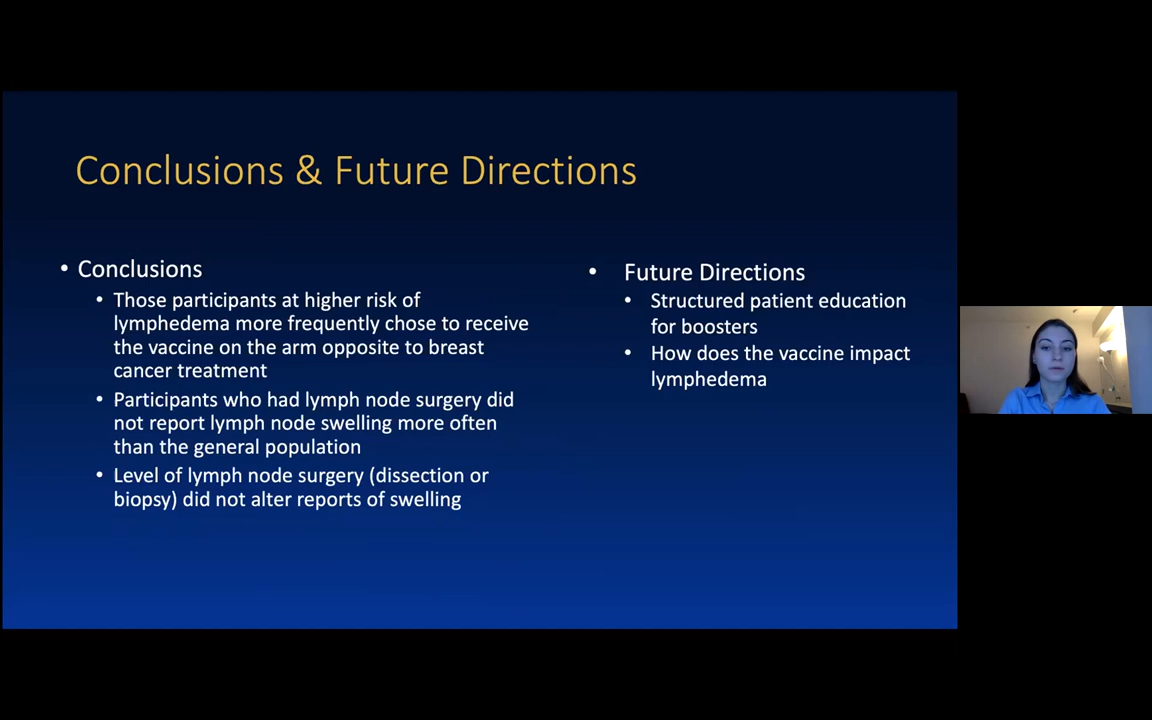 Conclusions & Future Directions
• Conclusions
• Those participants at higher risk of
lymphedema more frequently chose to receive
the vaccine on the arm opposite to breast
cancer treatment
• Participants who had lymph node surgery did
not report lymph node swelling more often
than the general population
• Level of lymph node surgery (dissection or
biopsy) did not alter reports of swelling
• Future Directions
• Structured patient education
for boosters
• How does the vaccine impact
lymphedema